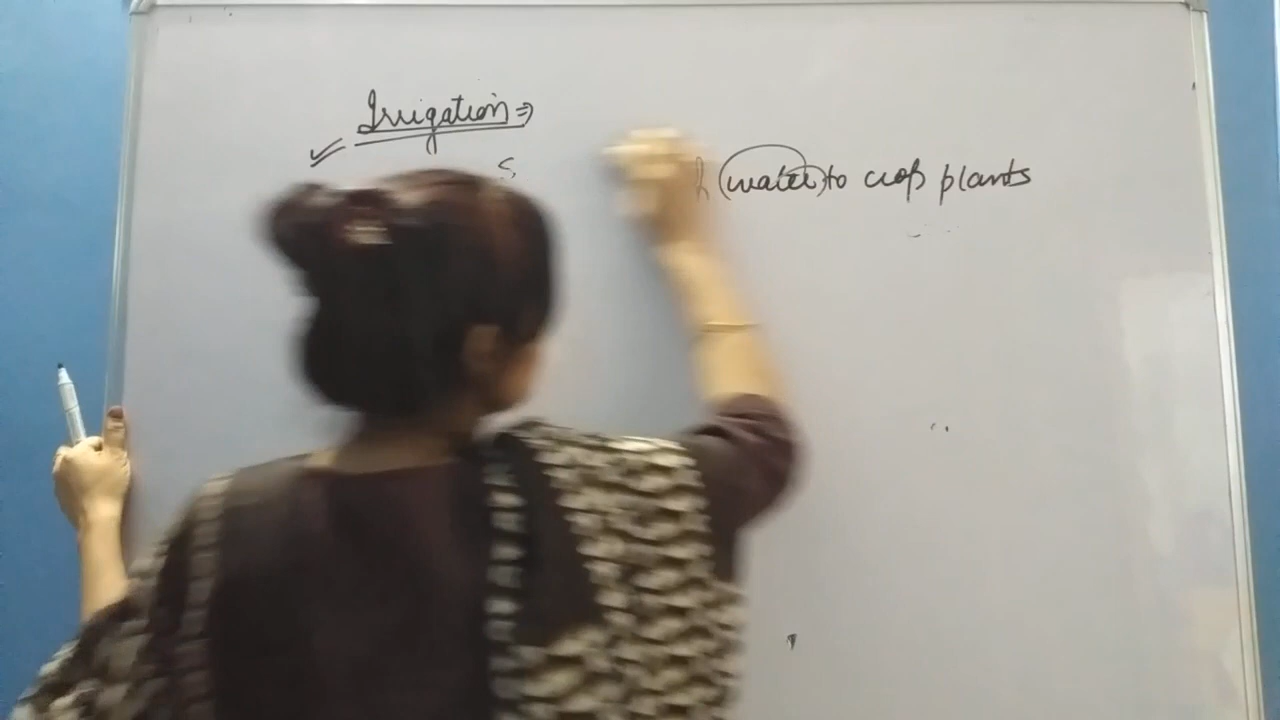 Irrigation ⇒
water to crop plants